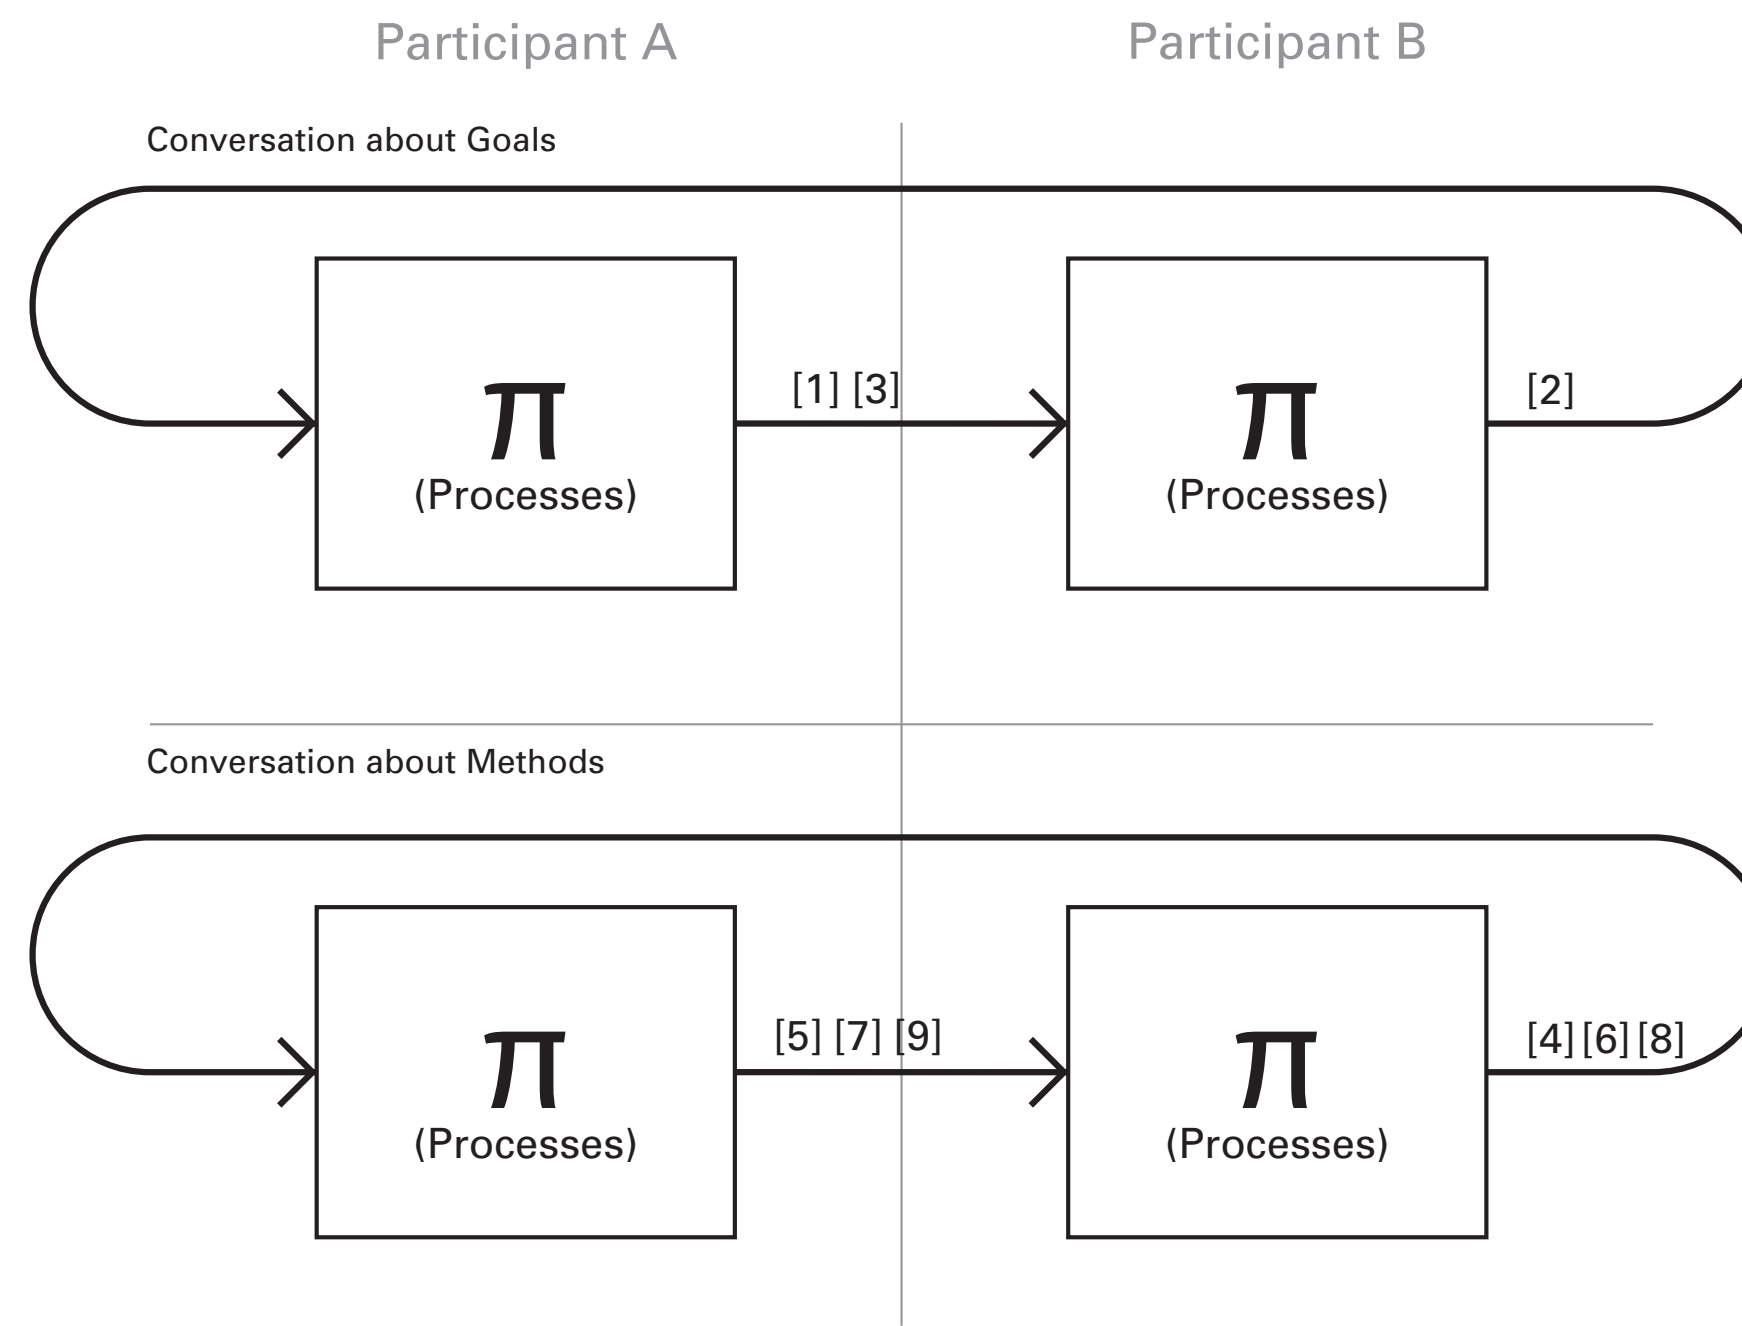 Participant A
Participant B
Conversation about Goals
[1] [3]
[2]
π
π
(Processes)
(Processes)
Conversation about Methods
[5] [7] [9]
[4] [6] [8]
π
π
(Processes)
(Processes)